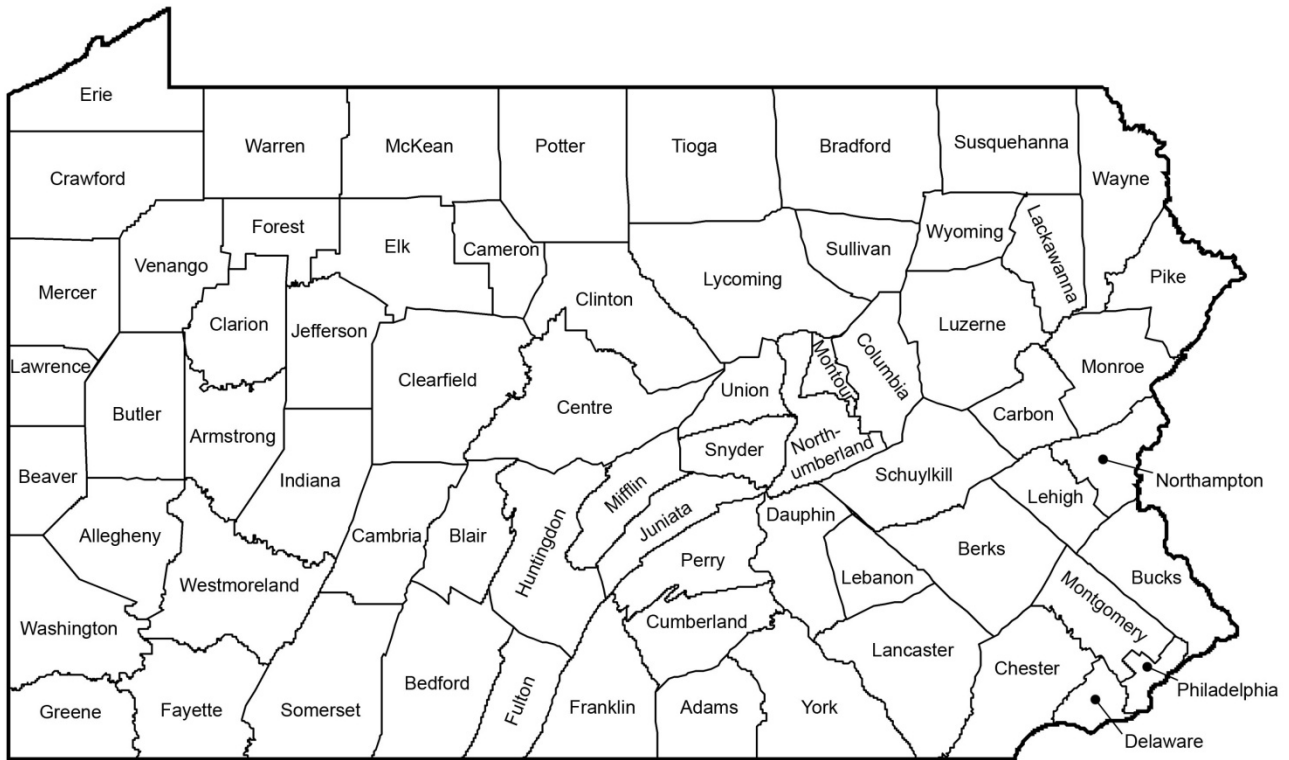 Erie
Warren
McKean
Potter
Tioga
Bradford
Susquehanna
Wayne
Crawford
Forest
Elk
Cameron
Sullivan
Wyoming
Lackawanna
Venango
Pike
Mercer
Lycoming
Clinton
Clarion
Jefferson
Luzerne
Lawrence
Clearfield
Columbia
Montour
Monroe
Butler
Centre
Union
Carbon
Armstrong
Snyder
North-
umberland
Beaver
Indiana
Mifflin
Schuylkill
Northampton
Lehigh
Allegheny
Cambria
Blair
Huntingdon
Juniata
Dauphin
Berks
Westmoreland
Perry
Lebanon
Bucks
Montgomery
Washington
Cumberland
Lancaster
Chester
Bedford
Philadelphia
Greene
Fayette
Somerset
Fulton
Franklin
Adams
York
Delaware